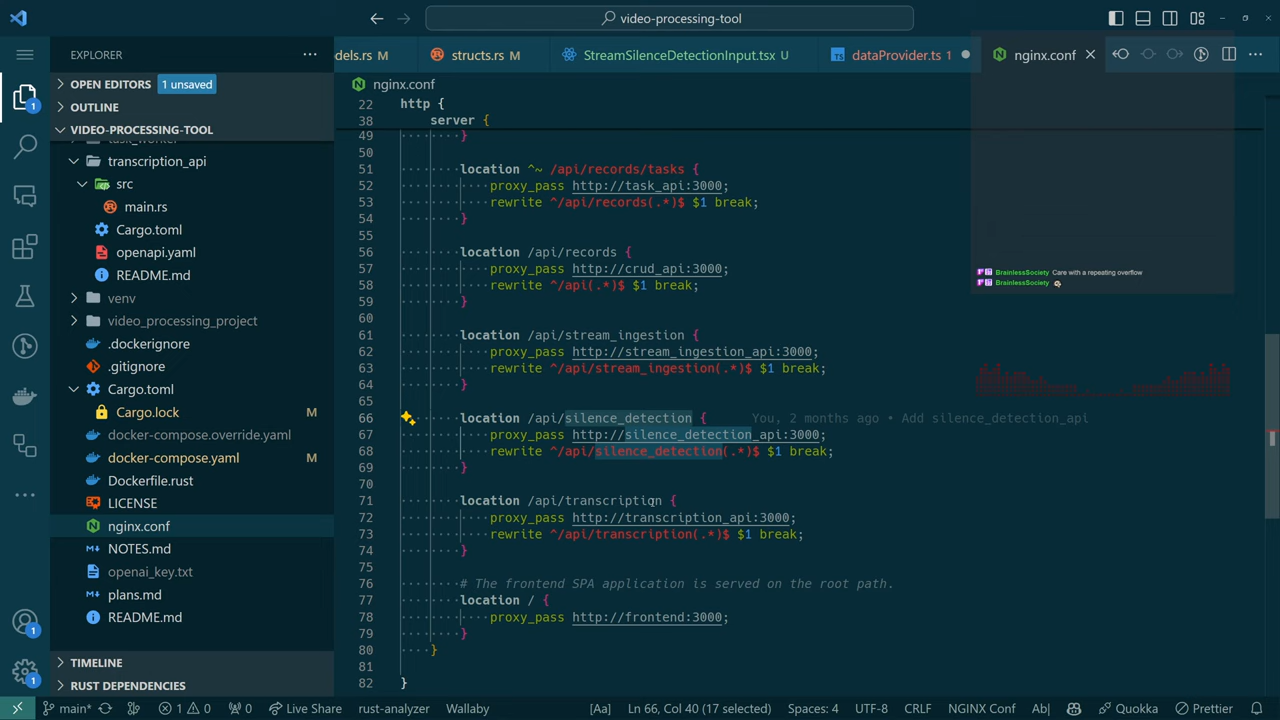 video-processing-tool
EXPLORER
OPEN EDITORS 1 unsaved
OUTLINE
VIDEO-PROCESSING-TOOL
task_worker
transcription_api
src
main.rs
Cargo.toml
openapi.yaml
README.md
venv
video_processing_project
.dockerignore
.gitignore
Cargo.toml
Cargo.lock M
docker-compose.override.yaml
docker-compose.yaml M
Dockerfile.rust
LICENSE
nginx.conf
NOTES.md
openai_key.txt
plans.md
README.md
TIMELINE
RUST DEPENDENCIES
1
1
1
dels.rs M
structs.rs M
StreamSilenceDetectionInput.tsx U
dataProvider.ts 1
nginx.conf
nginx.conf
22 http {
38 server {
49 }
50
51 location ^~ /api/records/tasks {
52 proxy_pass http://task_api:3000;
53 rewrite ^/api/records(.*)$ $1 break;
54 }
55
56 location /api/records {
57 proxy_pass http://crud_api:3000;
58 rewrite ^/api(.*)$ $1 break;
59 }
60
61 location /api/stream_ingestion {
62 proxy_pass http://stream_ingestion_api:3000;
63 rewrite ^/api/stream_ingestion(.*)$ $1 break;
64 }
65
66 location /api/silence_detection { You, 2 months ago • Add silence_detection_api
67 proxy_pass http://silence_detection_api:3000;
68 rewrite ^/api/silence_detection(.*)$ $1 break;
69 }
70
71 location /api/transcription {
72 proxy_pass http://transcription_api:3000;
73 rewrite ^/api/transcription(.*)$ $1 break;
74 }
75
76 # The frontend SPA application is served on the root path.
77 location / {
78 proxy_pass http://frontend:3000;
79 }
80 }
81
82 }
BrainlessSociety Care with a repeating overflow
BrainlessSociety
main* 1 0 0 Live Share rust-analyzer Wallaby [Aa] Ln 66, Col 40 (17 selected) Spaces: 4 UTF-8 CRLF NGINX Conf Ab| Quokka Prettier